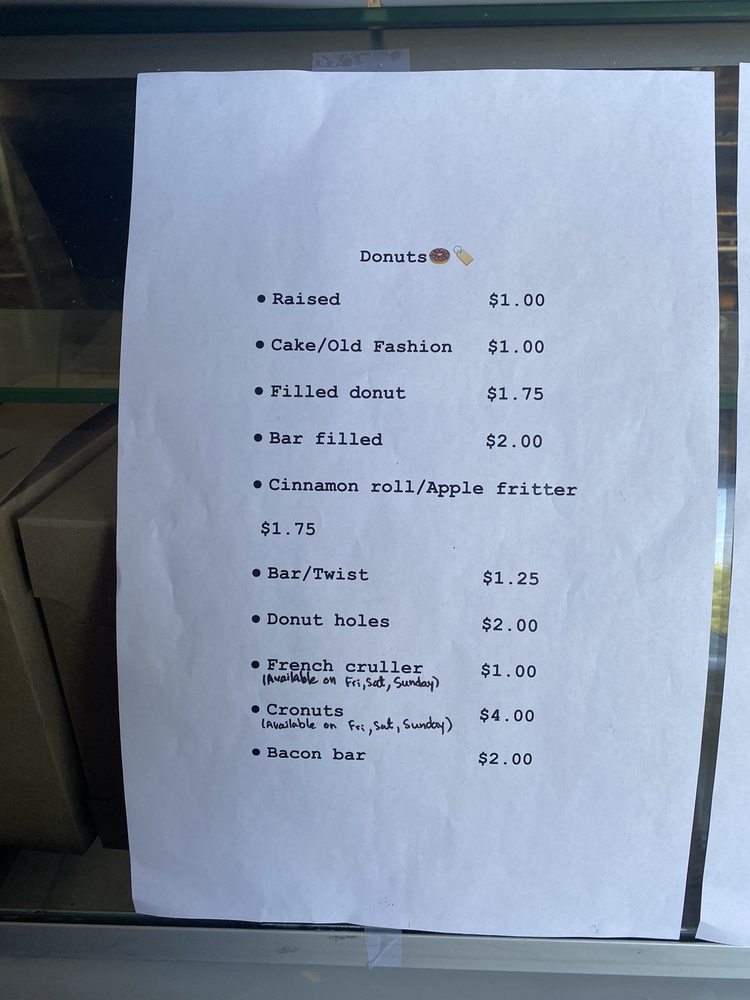 Donuts🍩🏷️
• Raised $1.00
• Cake/Old Fashion $1.00
• Filled donut $1.75
• Bar filled $2.00
• Cinnamon roll/Apple fritter
$1.75
• Bar/Twist $1.25
• Donut holes $2.00
• French cruller $1.00
(Available on Fri, Sat, Sunday)
• Cronuts $4.00
(Available on Fri, Sat, Sunday)
• Bacon bar $2.00